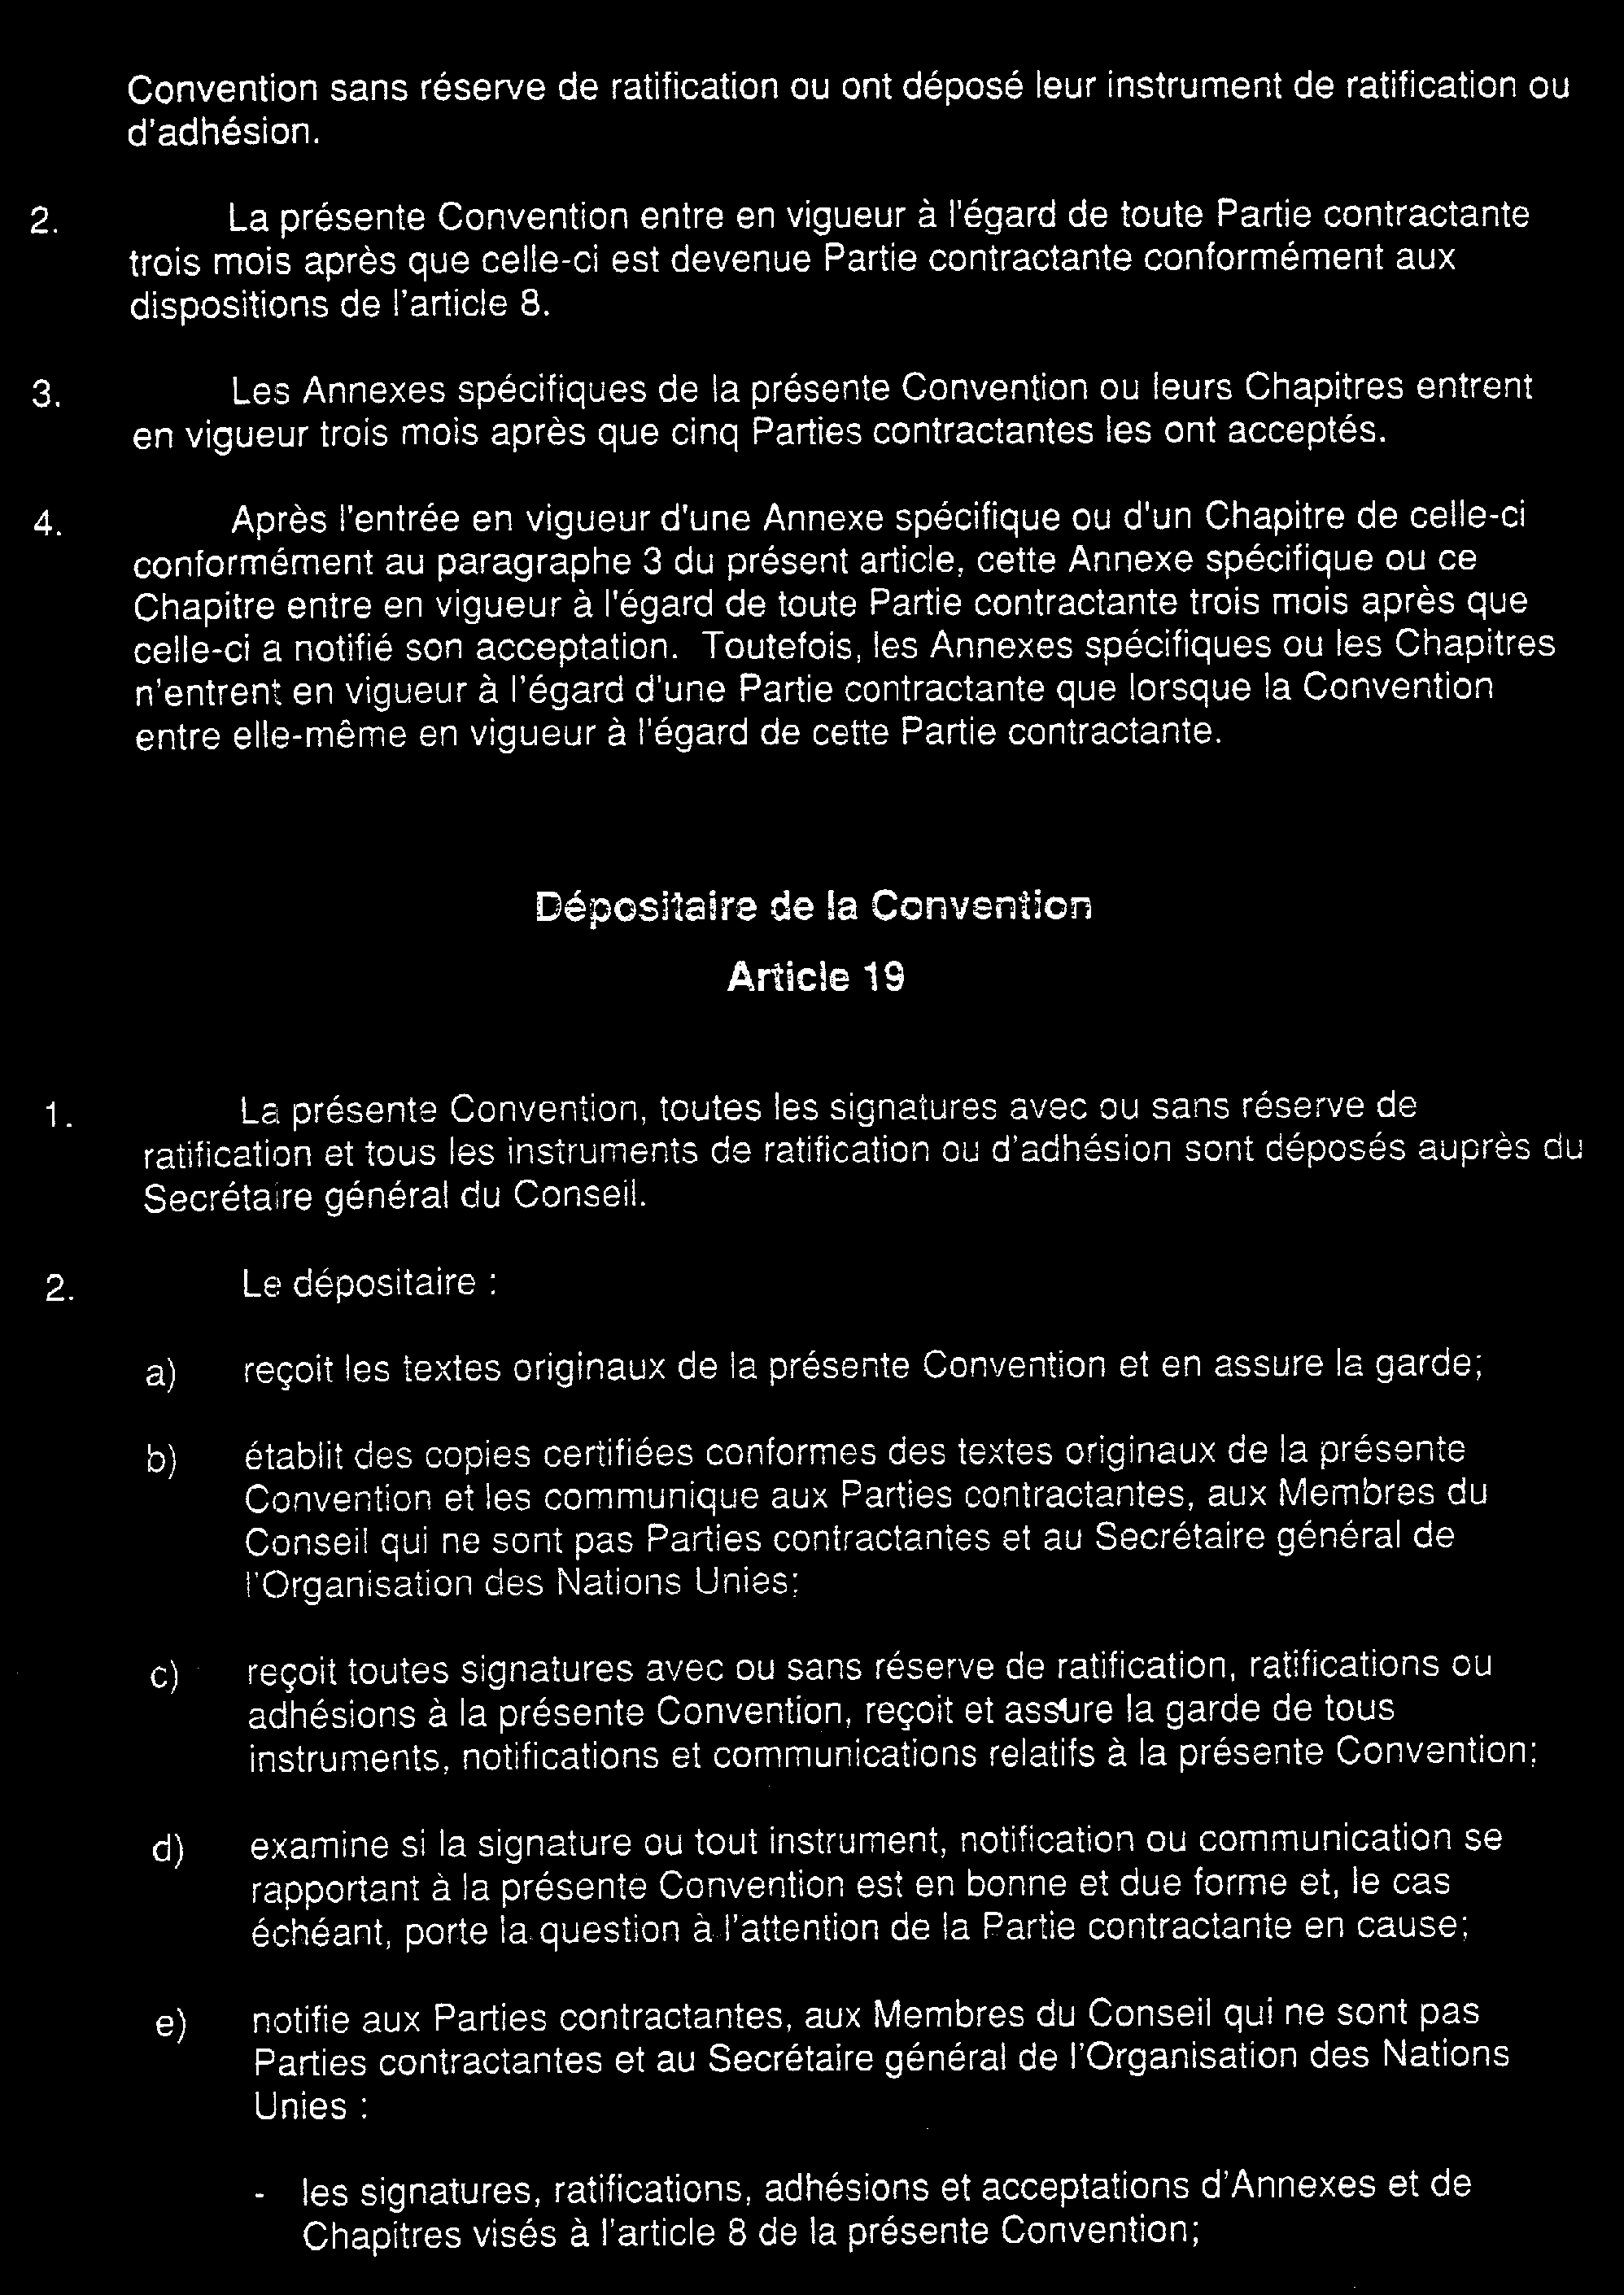 Convention sans réserve de ratification ou ont déposé leur instrument de ratification ou
d'adhésion.
2. La présente Convention entre en vigueur à l'égard de toute Partie contractante
trois mois après que celle-ci est devenue Partie contractante conformément aux
dispositions de l'article 8.
3. Les Annexes spécifiques de la présente Convention ou leurs Chapitres entrent
en vigueur trois mois après que cinq Parties contractantes les ont acceptés.
4. Après l'entrée en vigueur d'une Annexe spécifique ou d'un Chapitre de celle-ci
conformément au paragraphe 3 du présent article, cette Annexe spécifique ou ce
Chapitre entre en vigueur à l'égard de toute Partie contractante trois mois après que
celle-ci a notifié son acceptation. Toutefois, les Annexes spécifiques ou les Chapitres
n'entrent en vigueur à l'égard d'une Partie contractante que lorsque la Convention
entre elle-même en vigueur à l'égard de cette Partie contractante.
Dépositaire de la Convention
Article 19
1. La présente Convention, toutes les signatures avec ou sans réserve de
ratification et tous les instruments de ratification ou d'adhésion sont déposés auprès du
Secrétaire général du Conseil.
2. Le dépositaire :
a) reçoit les textes originaux de la présente Convention et en assure la garde;
b) établit des copies certifiées conformes des textes originaux de la présente
Convention et les communique aux Parties contractantes, aux Membres du
Conseil qui ne sont pas Parties contractantes et au Secrétaire général de
l'Organisation des Nations Unies;
c) reçoit toutes signatures avec ou sans réserve de ratification, ratifications ou
adhésions à la présente Convention, reçoit et assure la garde de tous
instruments, notifications et communications relatifs à la présente Convention;
d) examine si la signature ou tout instrument, notification ou communication se
rapportant à la présente Convention est en bonne et due forme et, le cas
échéant, porte la question à l'attention de la Partie contractante en cause;
e) notifie aux Parties contractantes, aux Membres du Conseil qui ne sont pas
Parties contractantes et au Secrétaire général de l'Organisation des Nations
Unies :
- les signatures, ratifications, adhésions et acceptations d'Annexes et de
Chapitres visés à l'article 8 de la présente Convention;